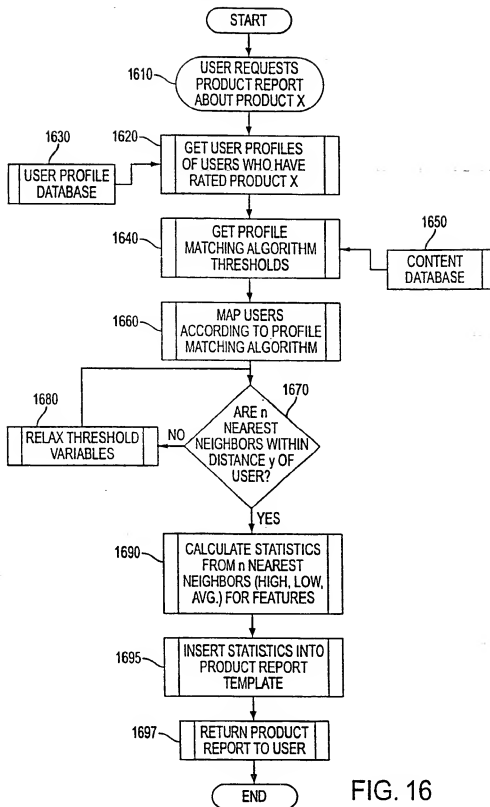 START
1610
USER REQUESTS
PRODUCT REPORT
ABOUT PRODUCT X
1630
USER PROFILE
DATABASE
1620
GET USER PROFILES
OF USERS WHO HAVE
RATED PRODUCT X
1640
GET PROFILE
MATCHING ALGORITHM
THRESHOLDS
1650
CONTENT
DATABASE
1660
MAP USERS
ACCORDING TO PROFILE
MATCHING ALGORITHM
1680
RELAX THRESHOLD
VARIABLES
NO
1670
ARE n
NEAREST
NEIGHBORS WITHIN
DISTANCE y OF
USER?
YES
1690
CALCULATE STATISTICS
FROM n NEAREST
NEIGHBORS (HIGH, LOW,
AVG.) FOR FEATURES
1695
INSERT STATISTICS INTO
PRODUCT REPORT
TEMPLATE
1697
RETURN PRODUCT
REPORT TO USER
END
FIG. 16